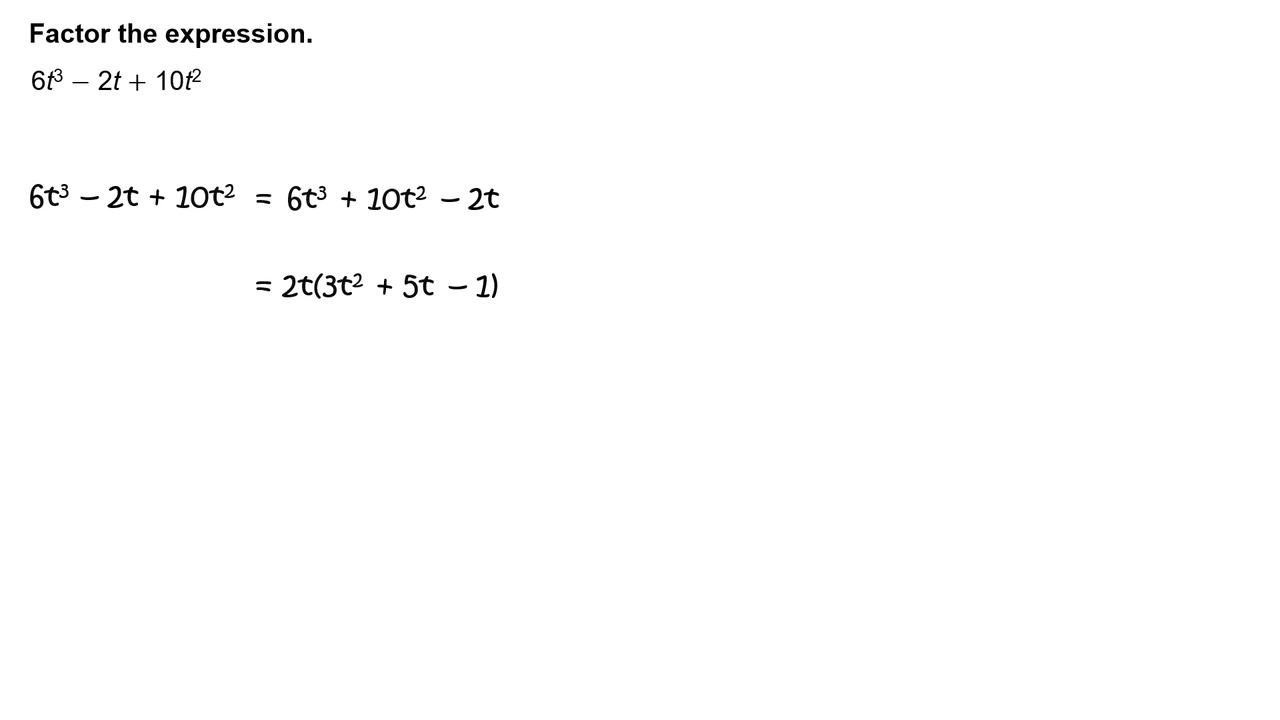 Factor the expression.
6t³ − 2t + 10t²
6t³ − 2t + 10t² = 6t³ + 10t² − 2t
= 2t(3t² + 5t − 1)